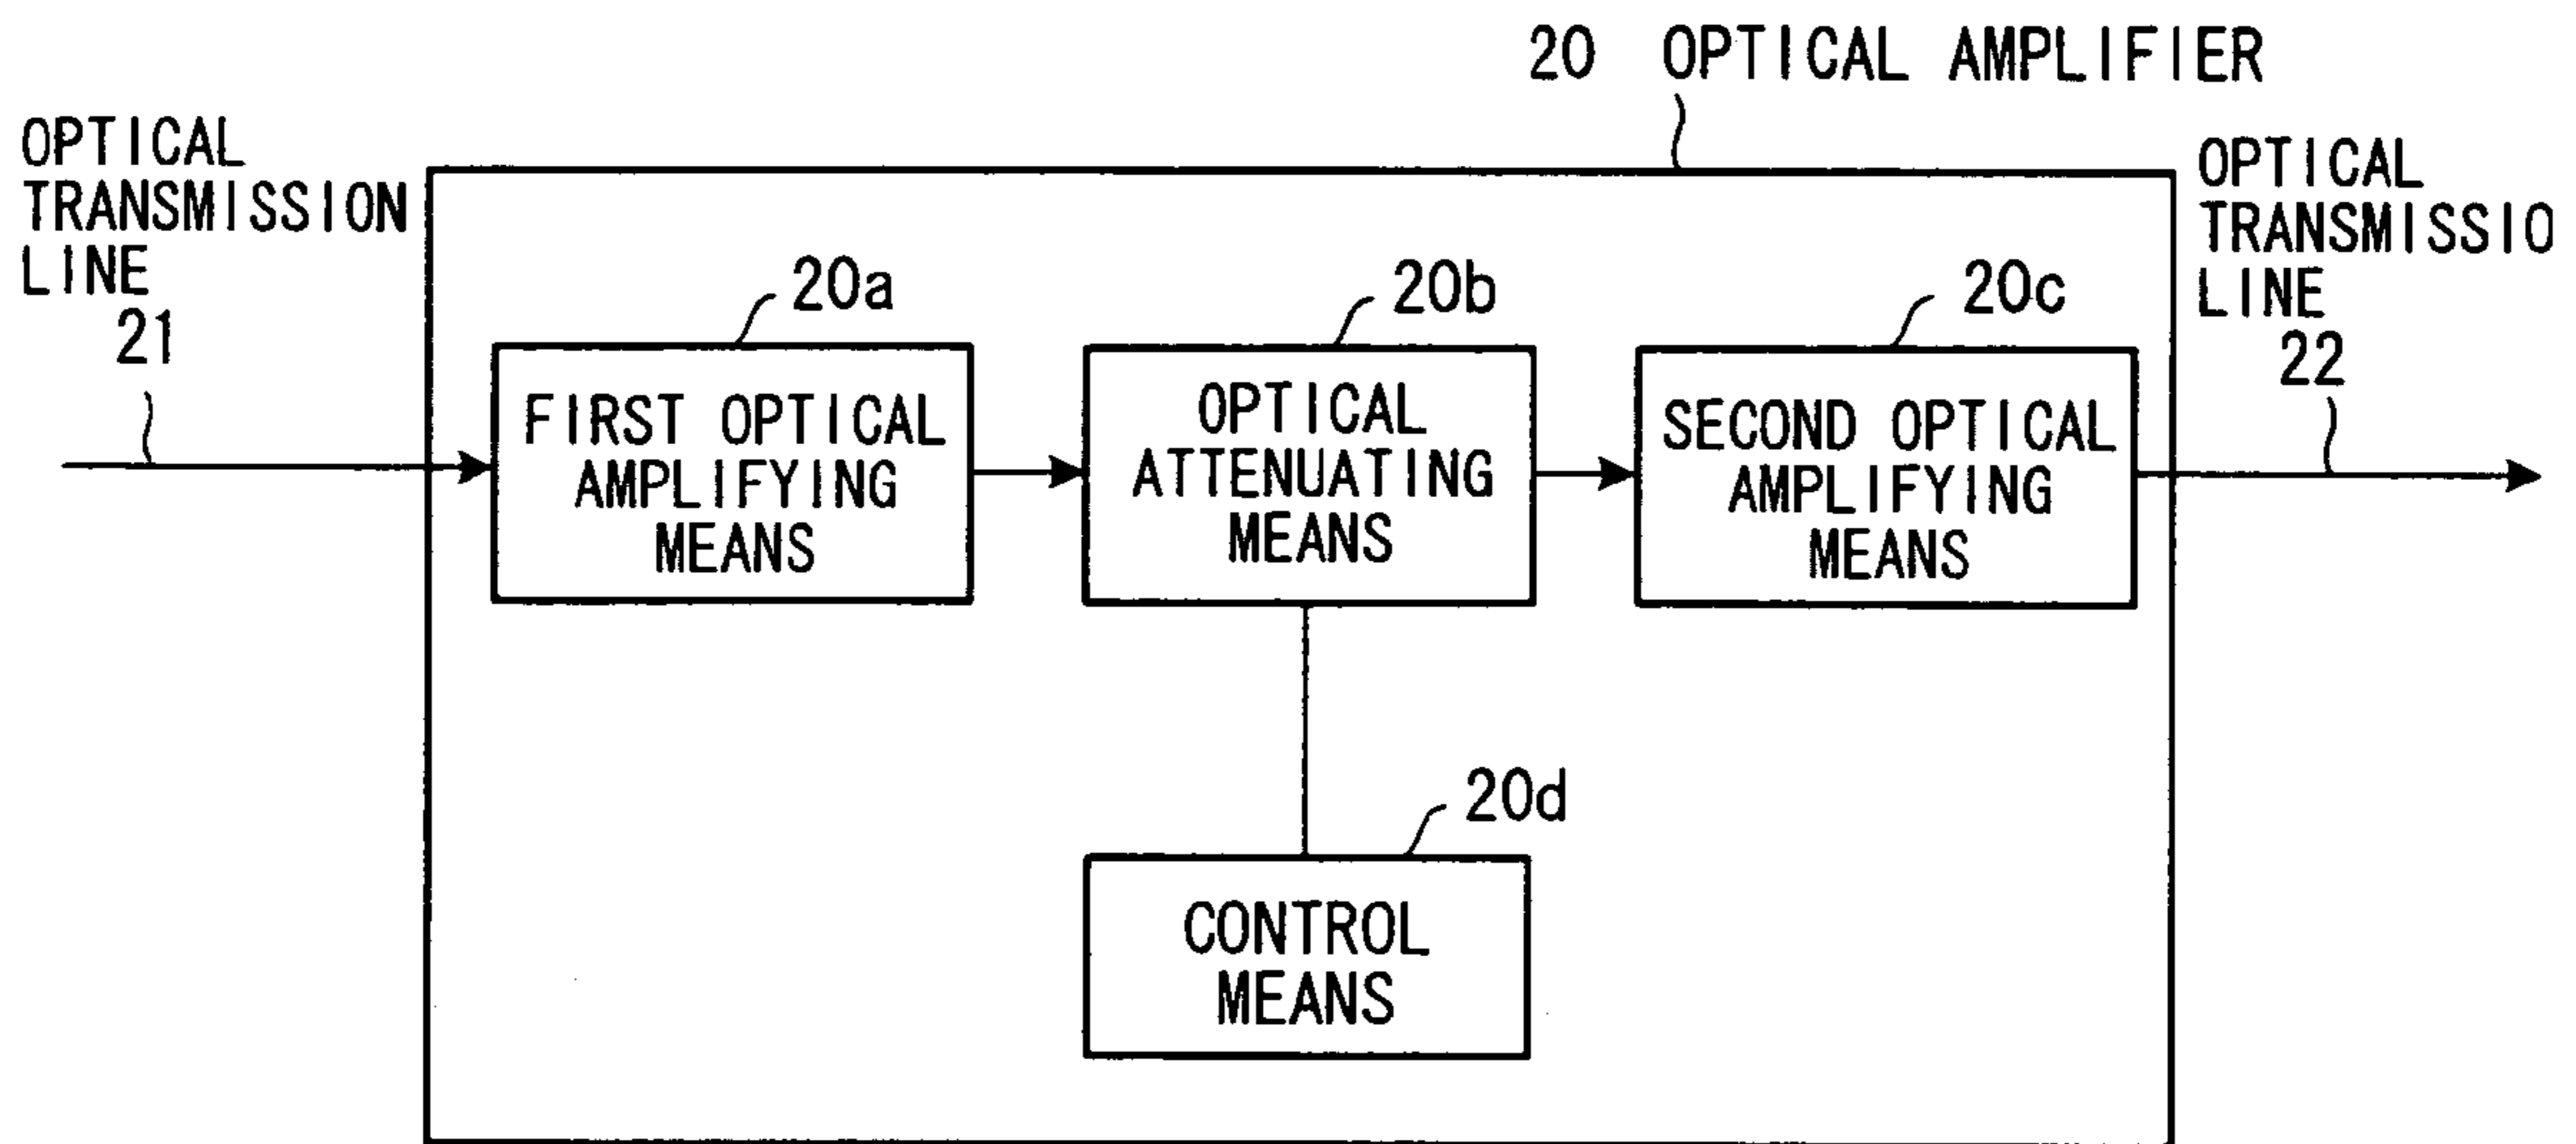 20 OPTICAL AMPLIFIER
OPTICAL
TRANSMISSION
LINE
21
OPTICAL
TRANSMISSIO
LINE
22
20a
FIRST OPTICAL
AMPLIFYING
MEANS
20b
OPTICAL
ATTENUATING
MEANS
20c
SECOND OPTICAL
AMPLIFYING
MEANS
20d
CONTROL
MEANS